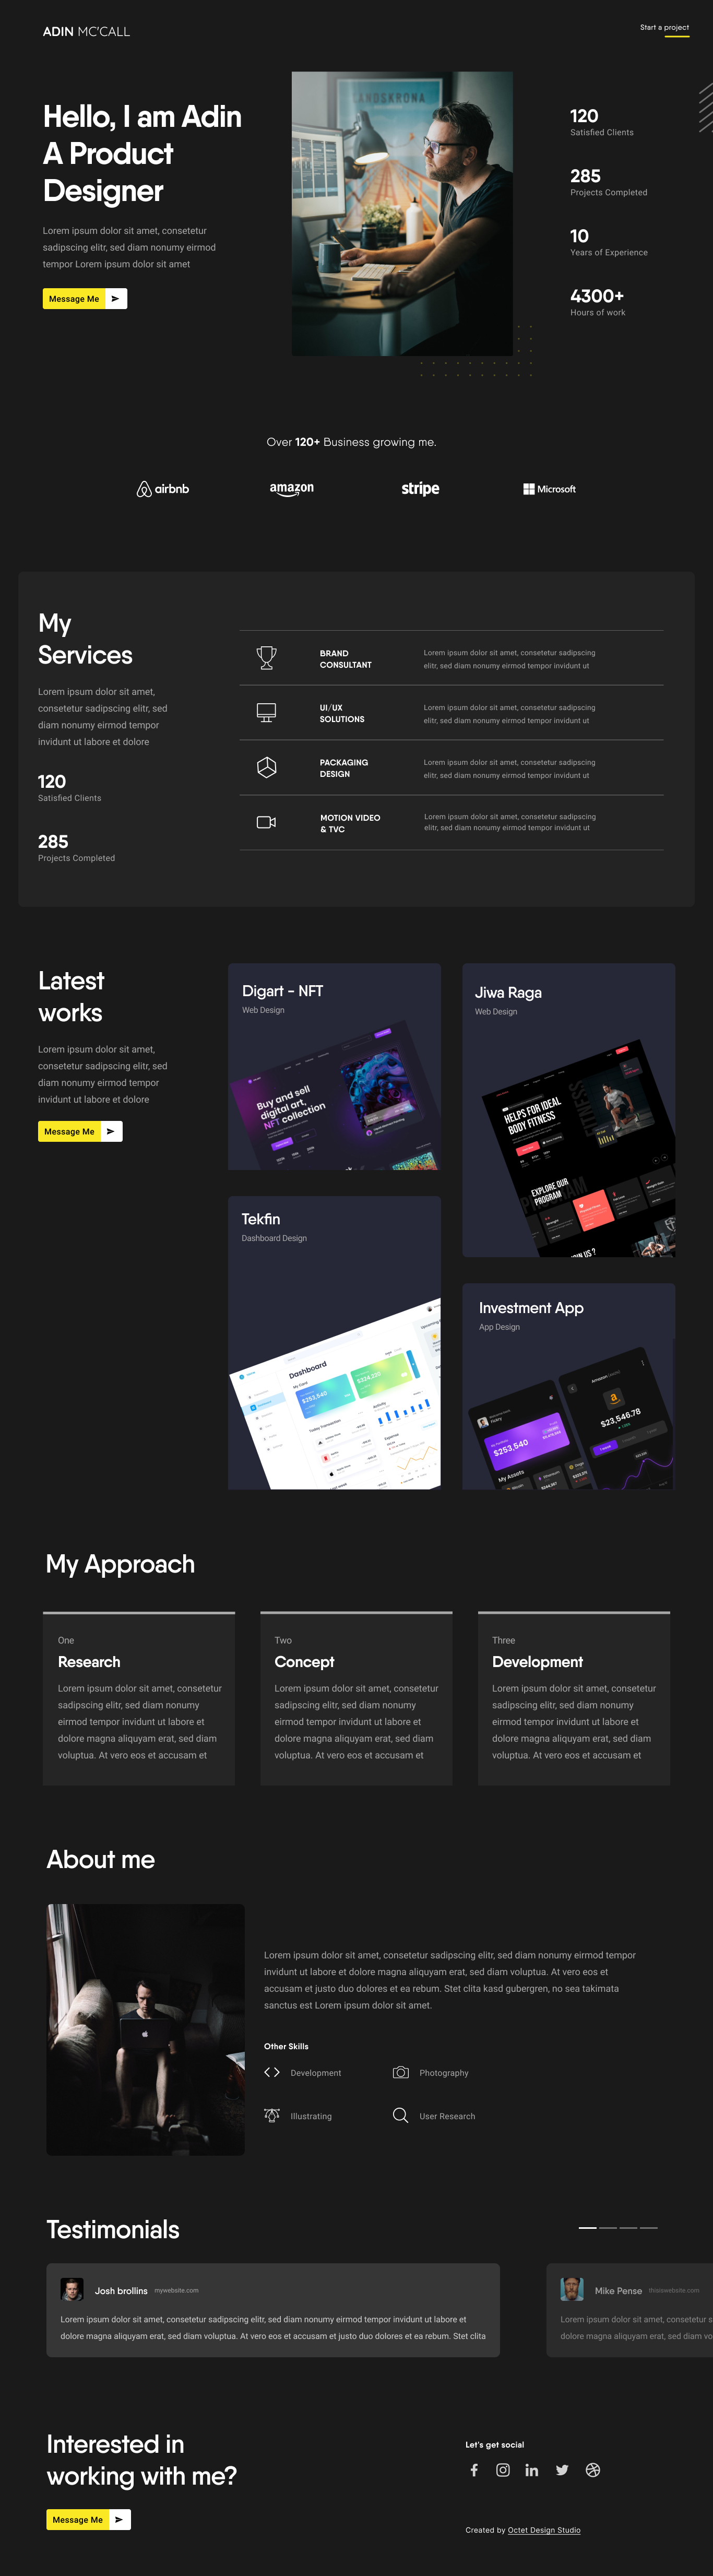 ADIN MC'CALL
Start a project
Hello, I am Adin
A Product
Designer
Lorem ipsum dolor sit amet, consetetur
sadipscing elitr, sed diam nonumy eirmod
tempor Lorem ipsum dolor sit amet
Message Me
LANDSKRONA
120
Satisfied Clients
285
Projects Completed
10
Years of Experience
4300+
Hours of work
Over 120+ Business growing me.
airbnb
amazon
stripe
Microsoft
My
Services
Lorem ipsum dolor sit amet,
consetetur sadipscing elitr, sed
diam nonumy eirmod tempor
invidunt ut labore et dolore
120
Satisfied Clients
285
Projects Completed
BRAND
CONSULTANT
Lorem ipsum dolor sit amet, consetetur sadipscing
elitr, sed diam nonumy eirmod tempor invidunt ut
UI/UX
SOLUTIONS
Lorem ipsum dolor sit amet, consetetur sadipscing
elitr, sed diam nonumy eirmod tempor invidunt ut
PACKAGING
DESIGN
Lorem ipsum dolor sit amet, consetetur sadipscing
elitr, sed diam nonumy eirmod tempor invidunt ut
MOTION VIDEO
& TVC
Lorem ipsum dolor sit amet, consetetur sadipscing
elitr, sed diam nonumy eirmod tempor invidunt ut
Latest
works
Lorem ipsum dolor sit amet,
consetetur sadipscing elitr, sed
diam nonumy eirmod tempor
invidunt ut labore et dolore
Message Me
Digart - NFT
Web Design
Buy and sell
digital art,
NFT collection
Jiwa Raga
Web Design
HELPS FOR IDEAL
BODY FITNESS
EXPLORE OUR
PROGRAM
Tekfin
Dashboard Design
Dashboard
$253,540
$324,220
Today Transaction
Activity
Investment App
App Design
$253,540
My Assets
Amazon
$23,546.78
My Approach
One
Research
Lorem ipsum dolor sit amet, consetetur
sadipscing elitr, sed diam nonumy
eirmod tempor invidunt ut labore et
dolore magna aliquyam erat, sed diam
voluptua. At vero eos et accusam et
Two
Concept
Lorem ipsum dolor sit amet, consetetur
sadipscing elitr, sed diam nonumy
eirmod tempor invidunt ut labore et
dolore magna aliquyam erat, sed diam
voluptua. At vero eos et accusam et
Three
Development
Lorem ipsum dolor sit amet, consetetur
sadipscing elitr, sed diam nonumy
eirmod tempor invidunt ut labore et
dolore magna aliquyam erat, sed diam
voluptua. At vero eos et accusam et
About me
Lorem ipsum dolor sit amet, consetetur sadipscing elitr, sed diam nonumy eirmod tempor
invidunt ut labore et dolore magna aliquyam erat, sed diam voluptua. At vero eos et
accusam et justo duo dolores et ea rebum. Stet clita kasd gubergren, no sea takimata
sanctus est Lorem ipsum dolor sit amet.
Other Skills
Development
Photography
Illustrating
User Research
Testimonials
Josh brollins mywebsite.com
Lorem ipsum dolor sit amet, consetetur sadipscing elitr, sed diam nonumy eirmod tempor invidunt ut labore et
dolore magna aliquyam erat, sed diam voluptua. At vero eos et accusam et justo duo dolores et ea rebum. Stet clita
Mike Pense thisiswebsite.com
Lorem ipsum dolor sit amet, consetetur s
dolore magna aliquyam erat, sed diam vo
Interested in
working with me?
Message Me
Let's get social
Created by Octet Design Studio